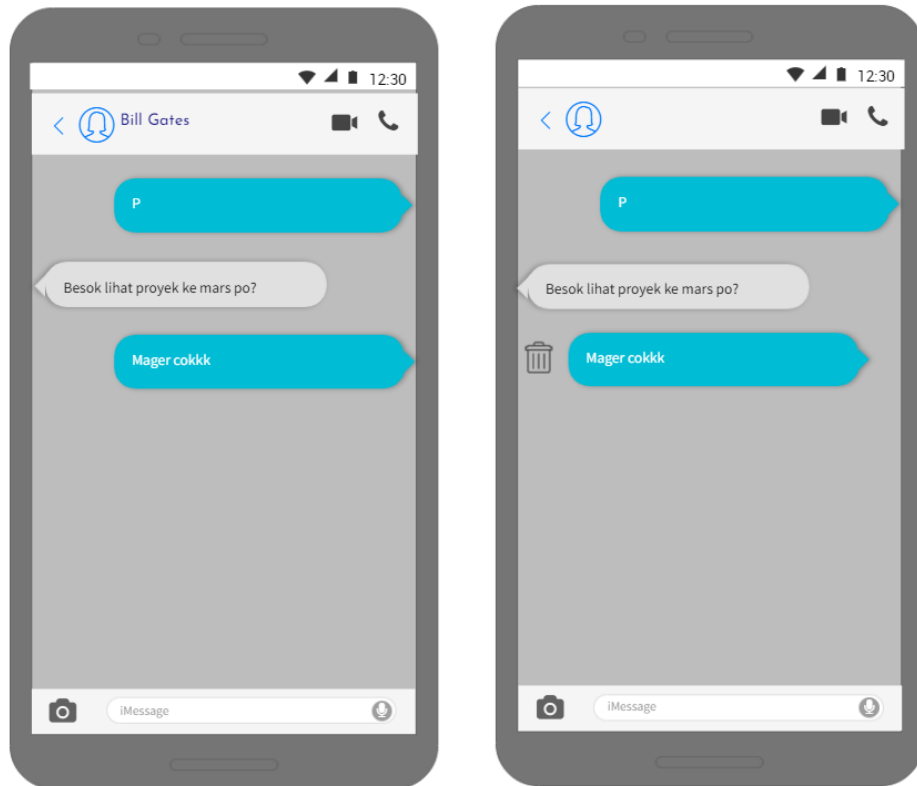 12:30
Bill Gates
P
Besok lihat proyek ke mars po?
Mager cokkk
iMessage
12:30
P
Besok lihat proyek ke mars po?
Mager cokkk
iMessage